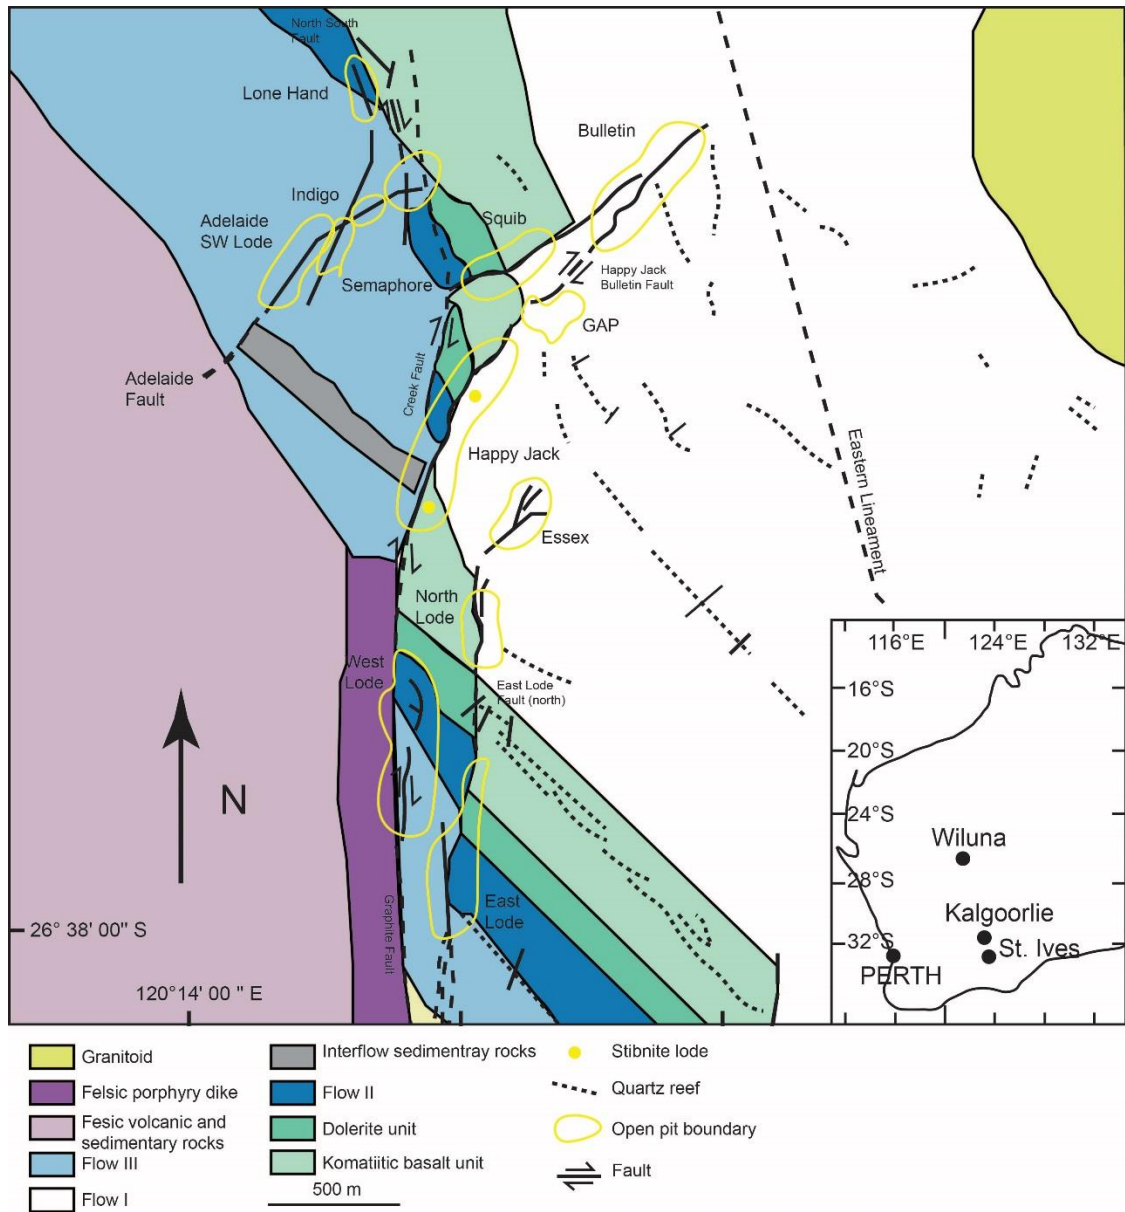 North South
Fault
Lone Hand
Bulletin
Indigo
Adelaide
SW Lode
Squib
Semaphore
Happy Jack
Bulletin Fault
GAP
Adelaide
Fault
Creek Fault
Happy Jack
Eastern Lineament
Essex
North
Lode
West
Lode
East Lode
Fault (north)
N
East
Lode
Graphite Fault
26° 38' 00'' S
120°14' 00 '' E
116°E
124°E
132°E
16°S
20°S
24°S
28°S
32°S
Wiluna
Kalgoorlie
St. Ives
PERTH
Granitoid
Felsic porphyry dike
Fesic volcanic and
sedimentary rocks
Flow III
Flow I
Interflow sedimentray rocks
Flow II
Dolerite unit
Komatiitic basalt unit
500 m
Stibnite lode
Quartz reef
Open pit boundary
Fault